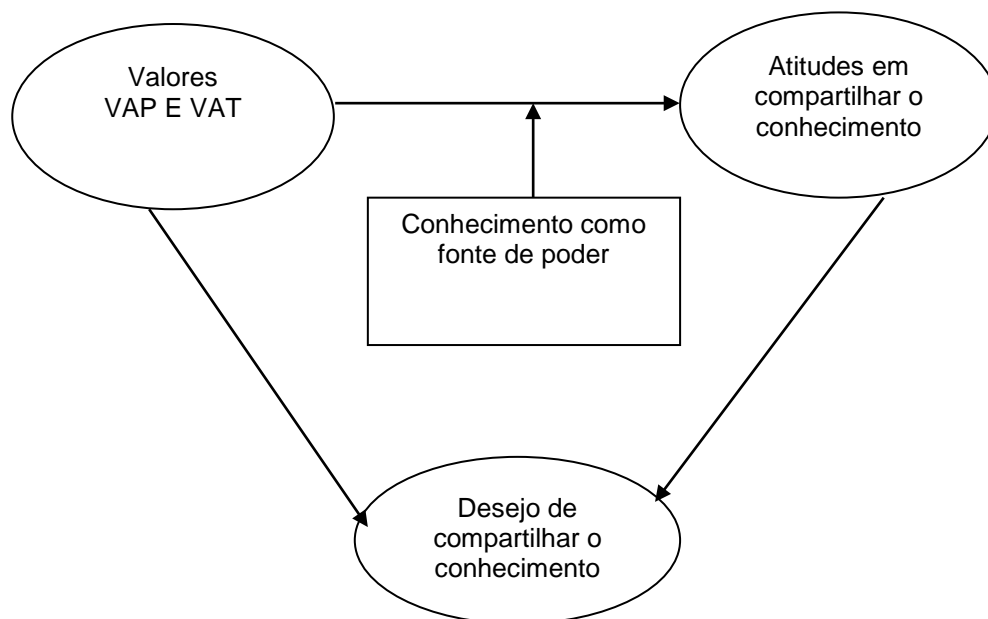 Valores
VAP E VAT
Atitudes em
compartilhar o
conhecimento
Conhecimento como
fonte de poder
Desejo de
compartilhar o
conhecimento